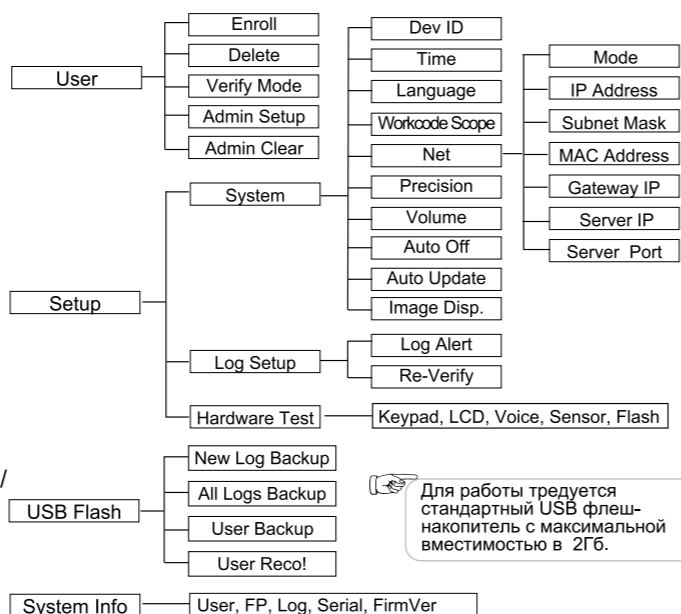 User
Enroll
Delete
Verify Mode
Admin Setup
Admin Clear
Setup
System
Dev ID
Time
Language
Workcode Scope
Net
Mode
IP Address
Subnet Mask
MAC Address
Gateway IP
Server IP
Server Port
Precision
Volume
Auto Off
Auto Update
Image Disp.
Log Setup
Log Alert
Re-Verify
Hardware Test
Keypad, LCD, Voice, Sensor, Flash
/
USB Flash
New Log Backup
All Logs Backup
User Backup
User Reco!
Для работы тредуется
стандартный USB флеш-
накопитель с максимальной
вместимостью в 2Гб.
System Info
User, FP, Log, Serial, FirmVer